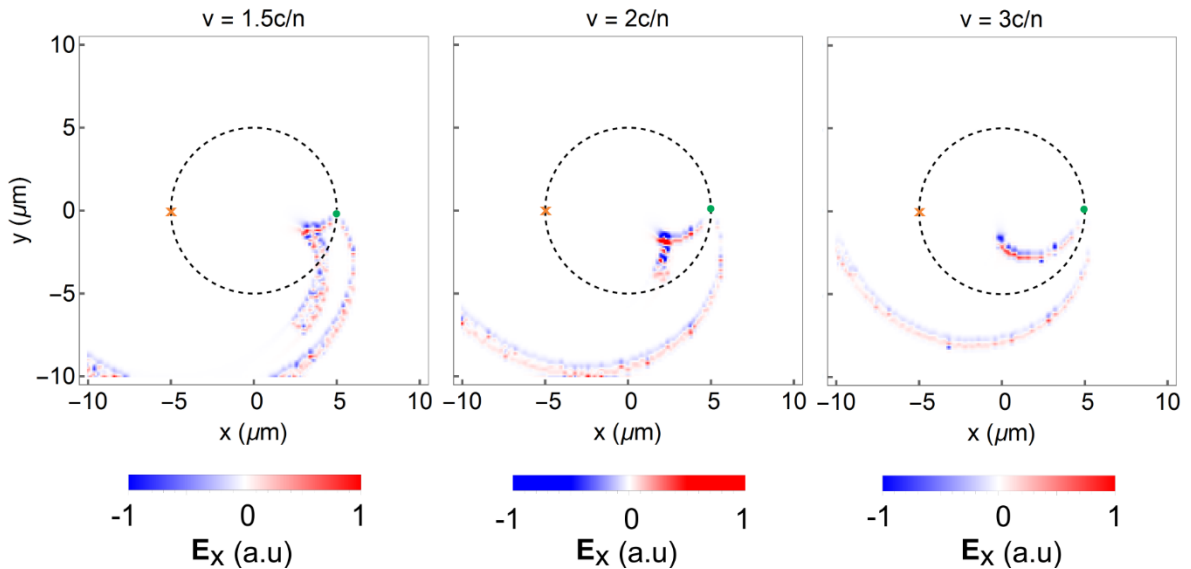 v = 1.5c/n
v = 2c/n
v = 3c/n
10
5
0
−5
−10
y (μm)
−10 −5 0 5 10
−10 −5 0 5 10
−10 −5 0 5 10
x (μm)
x (μm)
x (μm)
-1 0 1
-1 0 1
-1 0 1
Ex (a.u)
Ex (a.u)
Ex (a.u)